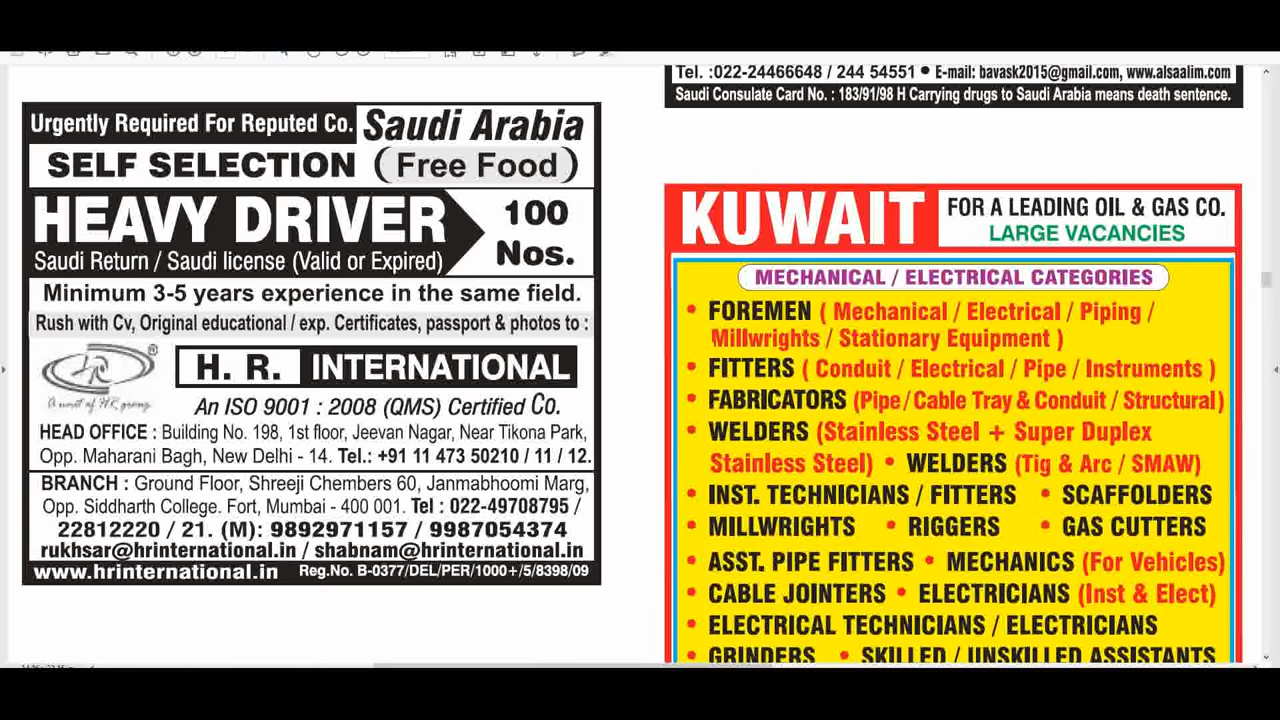 Urgently Required For Reputed Co. Saudi Arabia
SELF SELECTION (Free Food)
HEAVY DRIVER
Saudi Return / Saudi license (Valid or Expired)
100
Nos.
Minimum 3-5 years experience in the same field.
Rush with Cv, Original educational / exp. Certificates, passport & photos to :
H. R. INTERNATIONAL
A unit of HR group
An ISO 9001 : 2008 (QMS) Certified Co.
HEAD OFFICE : Building No. 198, 1st floor, Jeevan Nagar, Near Tikona Park,
Opp. Maharani Bagh, New Delhi - 14. Tel.: +91 11 473 50210 / 11 / 12.
BRANCH : Ground Floor, Shreeji Chembers 60, Janmabhoomi Marg,
Opp. Siddharth College. Fort, Mumbai - 400 001. Tel : 022-49708795 /
22812220 / 21. (M): 9892971157 / 9987054374
rukhsar@hrinternational.in / shabnam@hrinternational.in
www.hrinternational.in Reg.No. B-0377/DEL/PER/1000+/5/8398/09
Tel. :022-24466648 / 244 54551 • E-mail: bavask2015@gmail.com, www.alsaalim.com
Saudi Consulate Card No. : 183/91/98 H Carrying drugs to Saudi Arabia means death sentence.
KUWAIT
FOR A LEADING OIL & GAS CO.
LARGE VACANCIES
MECHANICAL / ELECTRICAL CATEGORIES
• FOREMEN ( Mechanical / Electrical / Piping /
Millwrights / Stationary Equipment )
• FITTERS ( Conduit / Electrical / Pipe / Instruments )
• FABRICATORS (Pipe / Cable Tray & Conduit / Structural)
• WELDERS (Stainless Steel + Super Duplex
Stainless Steel) • WELDERS (Tig & Arc / SMAW)
• INST. TECHNICIANS / FITTERS • SCAFFOLDERS
• MILLWRIGHTS • RIGGERS • GAS CUTTERS
• ASST. PIPE FITTERS • MECHANICS (For Vehicles)
• CABLE JOINTERS • ELECTRICIANS (Inst & Elect)
• ELECTRICAL TECHNICIANS / ELECTRICIANS
• GRINDERS • SKILLED / UNSKILLED ASSISTANTS